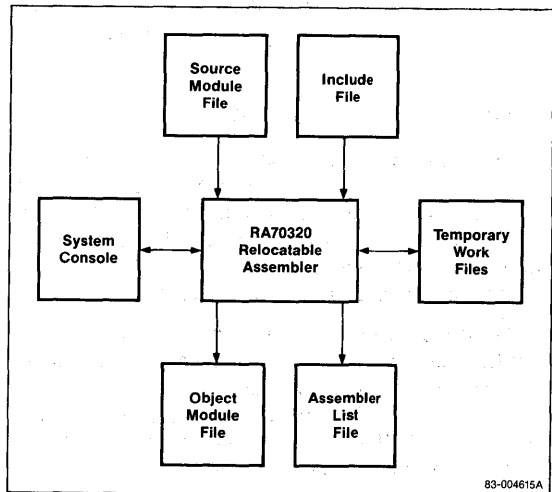 Source
Module
File
Include
File
System
Console
RA70320
Relocatable
Assembler
Temporary
Work
Files
Object
Module
File
Assembler
List
File
83-004615A